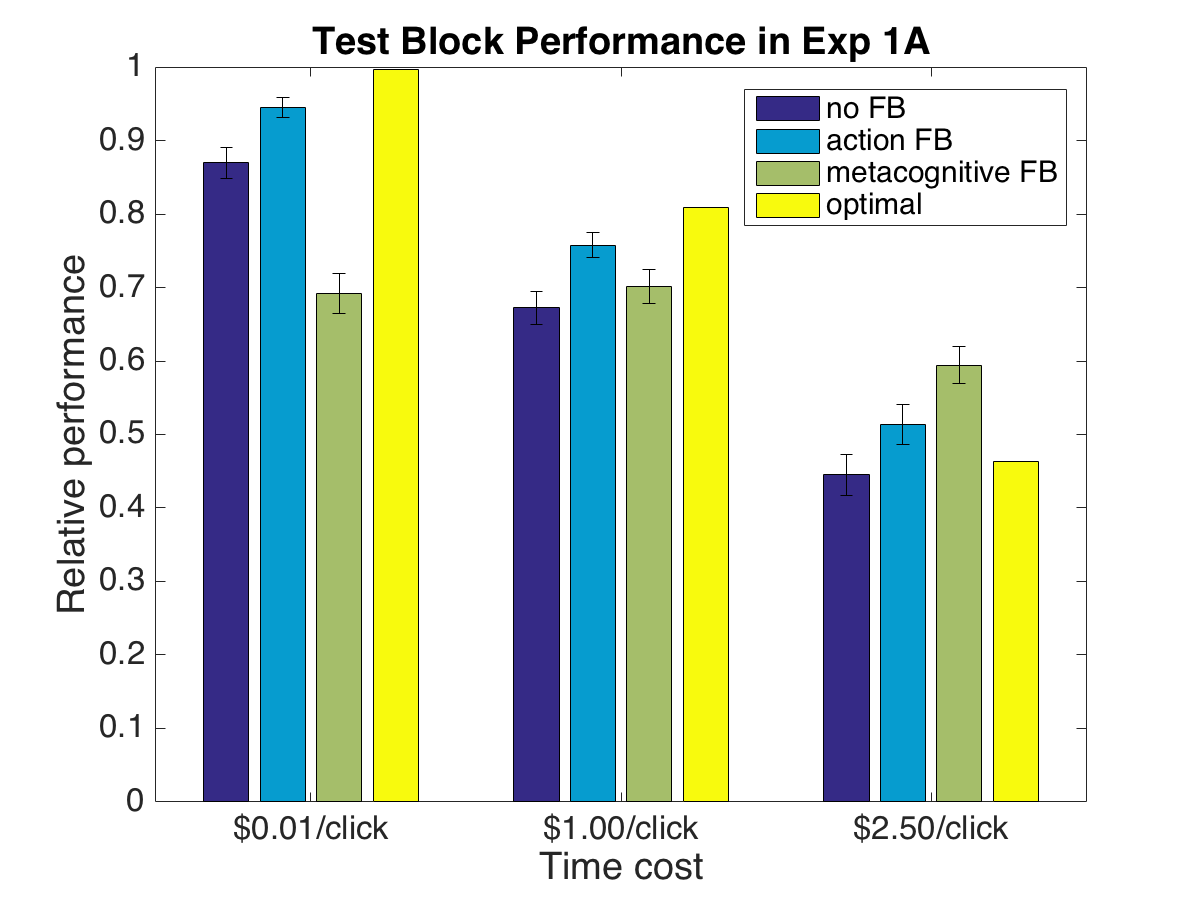 Test Block Performance in Exp 1A
no FB
action FB
metacognitive FB
optimal
Relative performance
1
0.9
0.8
0.7
0.6
0.5
0.4
0.3
0.2
0.1
0
$0.01/click
$1.00/click
$2.50/click
Time cost